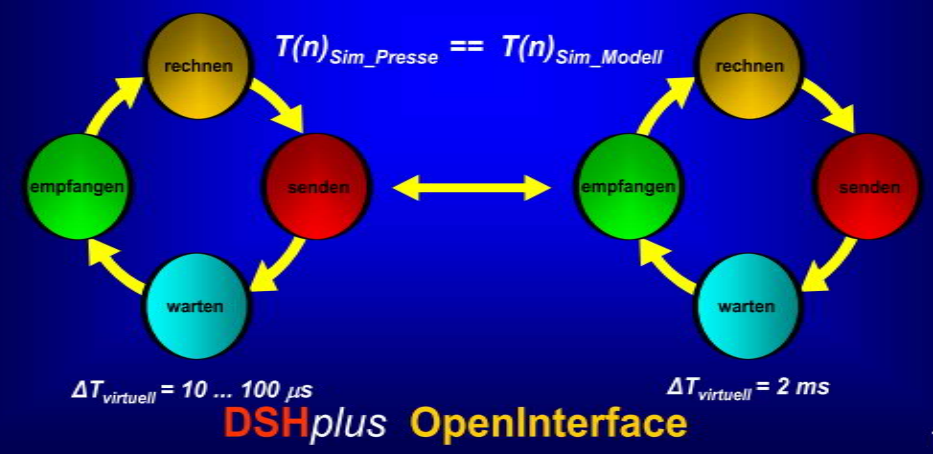 T(n)Sim_Presse == T(n)Sim_Modell
rechnen
rechnen
empfangen
senden
empfangen
senden
warten
warten
ΔTvirtuell = 10 ... 100 µs
ΔTvirtuell = 2 ms
DSHplus OpenInterface